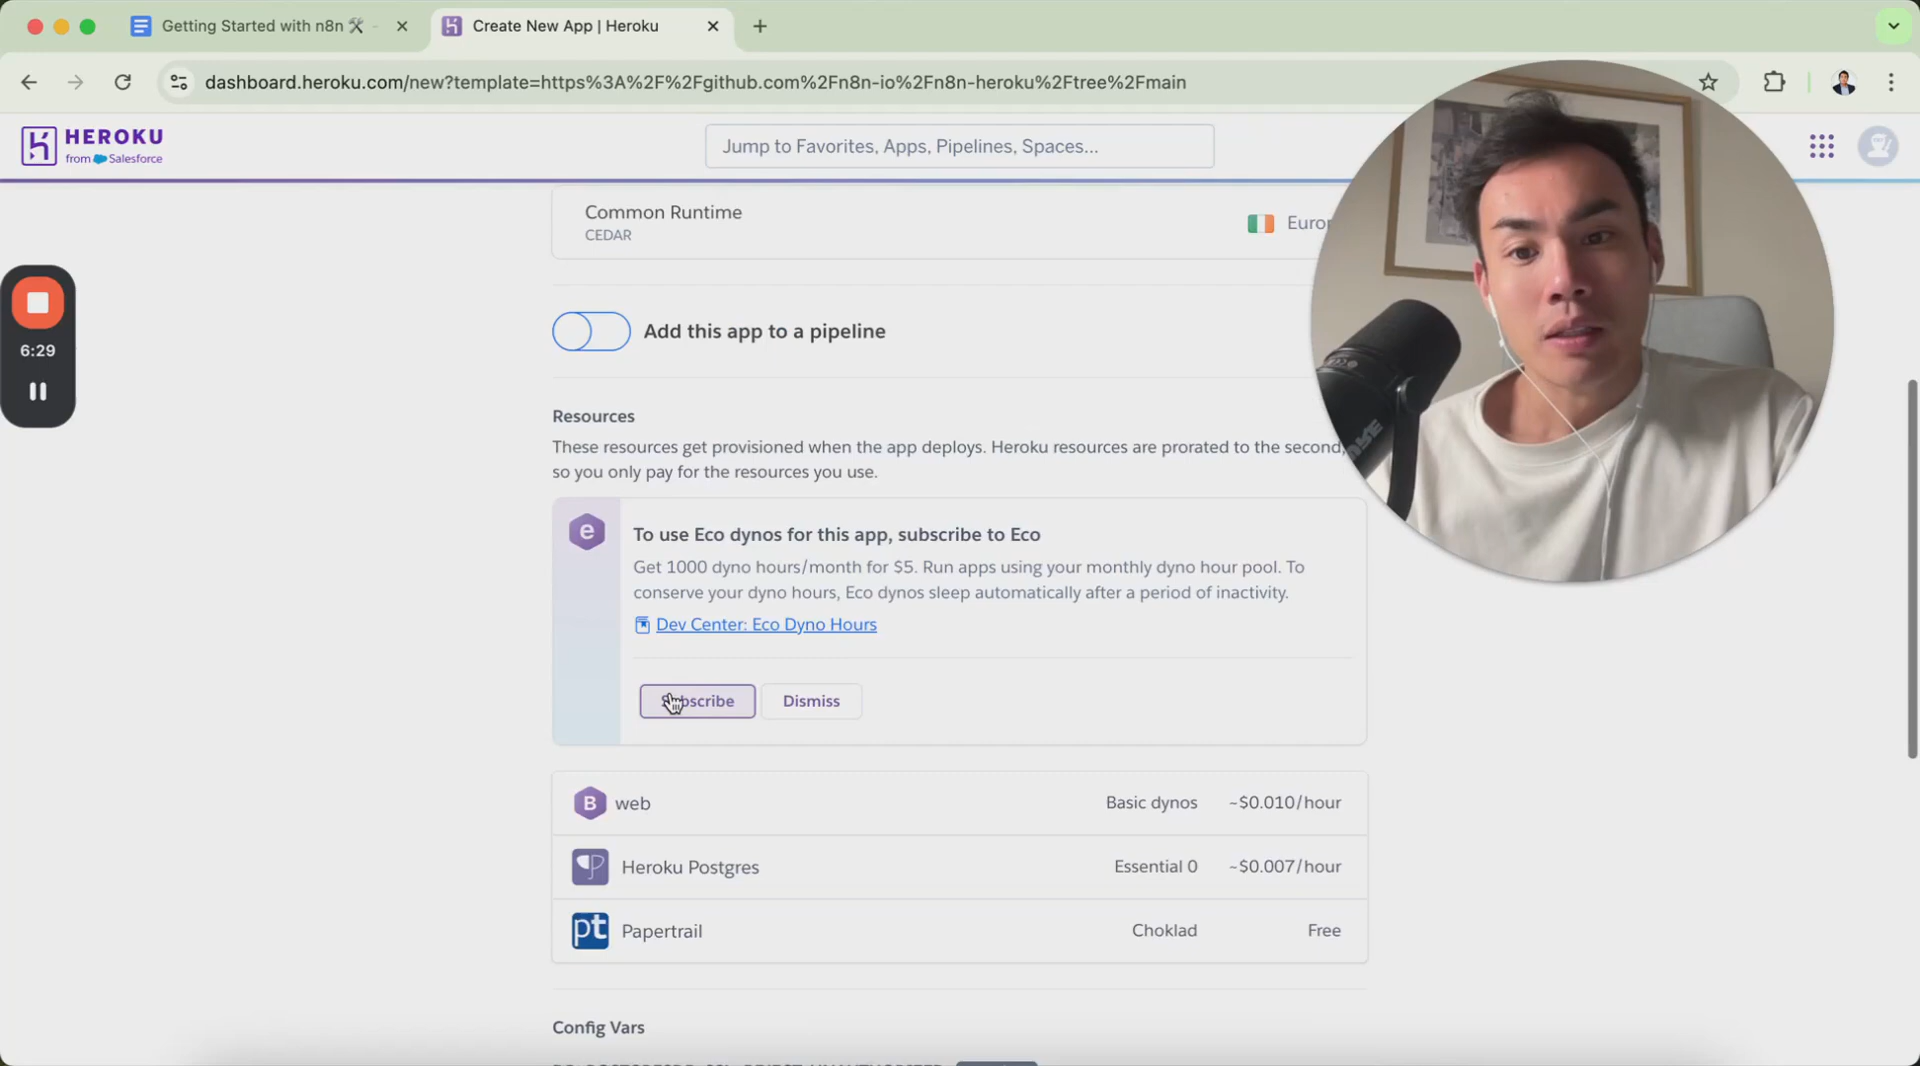 Getting Started with n8n 🛠 -
Create New App | Heroku
dashboard.heroku.com/new?template=https%3A%2F%2Fgithub.com%2Fn8n-io%2Fn8n-heroku%2Ftree%2Fmain
HEROKU
from Salesforce
Jump to Favorites, Apps, Pipelines, Spaces...
Common Runtime
CEDAR
6:29
Add this app to a pipeline
Resources
These resources get provisioned when the app deploys. Heroku resources are prorated to the second,
so you only pay for the resources you use.
e
To use Eco dynos for this app, subscribe to Eco
Get 1000 dyno hours/month for $5. Run apps using your monthly dyno hour pool. To
conserve your dyno hours, Eco dynos sleep automatically after a period of inactivity.
Dev Center: Eco Dyno Hours
Subscribe Dismiss
B web Basic dynos ~$0.010/hour
Heroku Postgres Essential 0 ~$0.007/hour
pt Papertrail Choklad Free
Config Vars